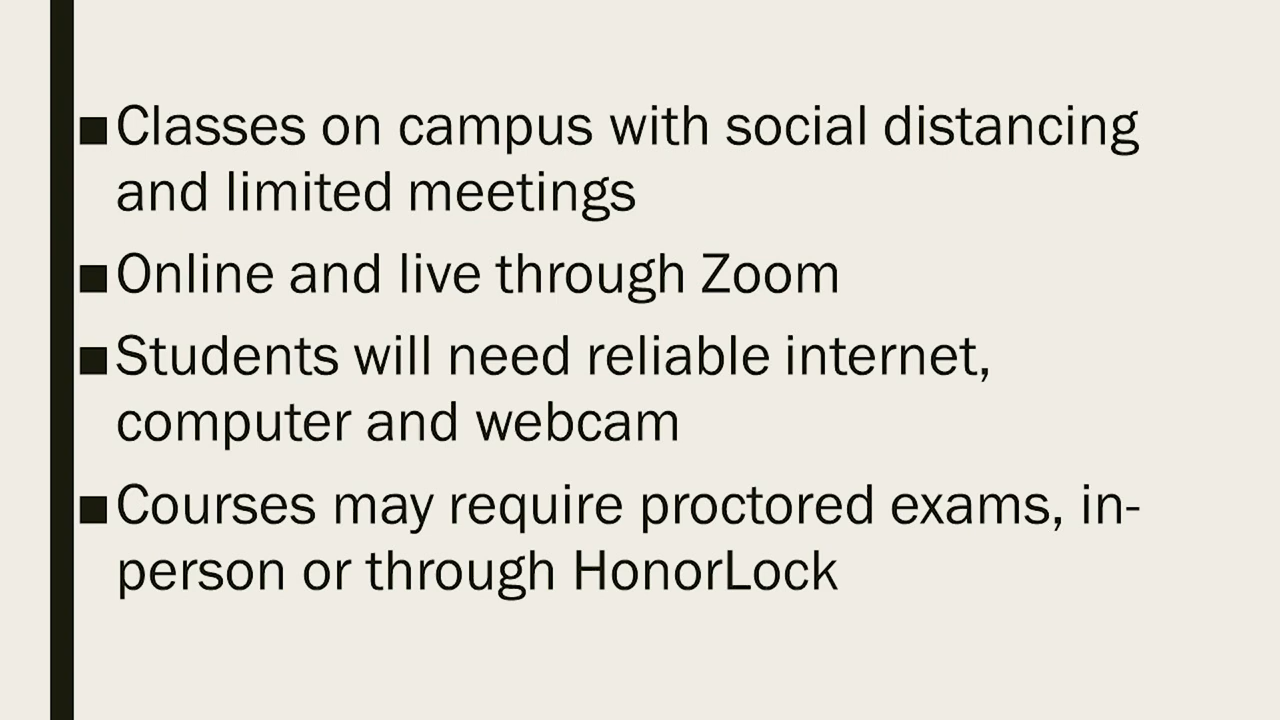 ■ Classes on campus with social distancing
and limited meetings
■ Online and live through Zoom
■ Students will need reliable internet,
computer and webcam
■ Courses may require proctored exams, in-
person or through HonorLock